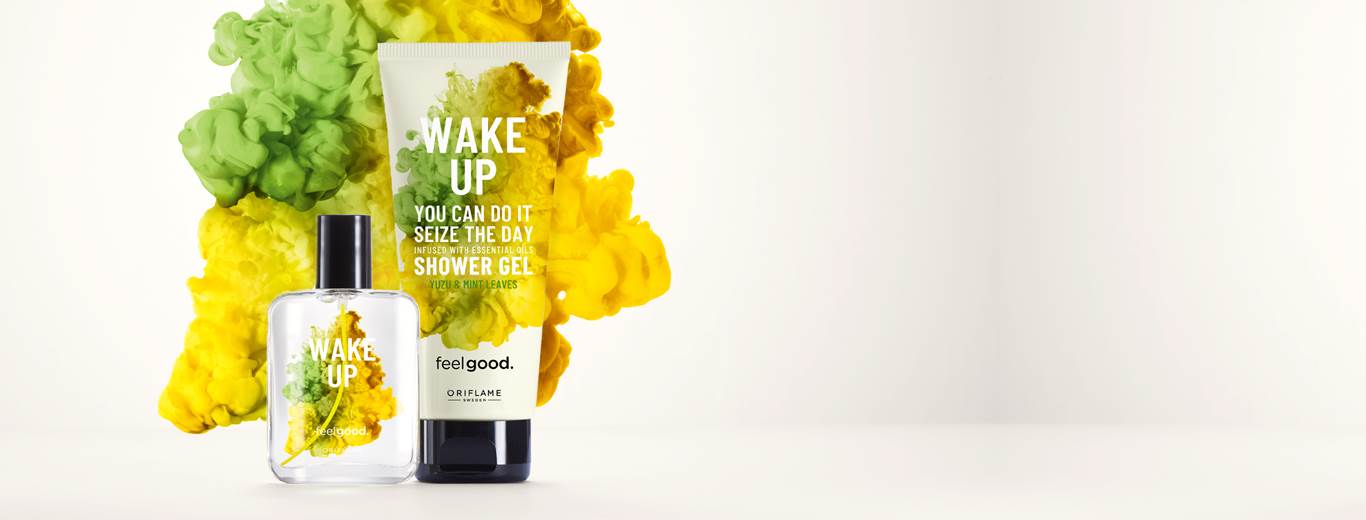 WAKE
UP
YOU CAN DO IT
SEIZE THE DAY
INFUSED WITH ESSENTIAL OILS
SHOWER GEL
YUZU & MINT LEAVES
feelgood.
ORIFLAME
SWEDEN
WAKE
UP
feelgood.